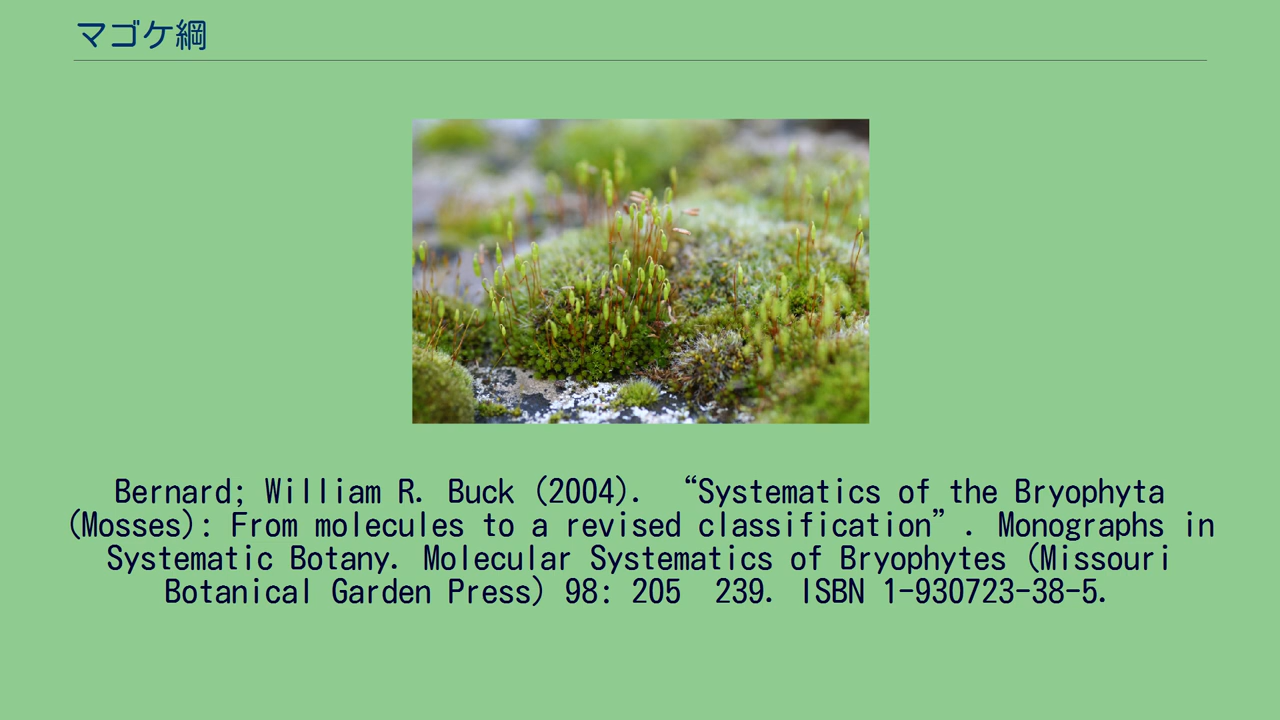 マゴケ綱
Bernard; William R. Buck (2004). “Systematics of the Bryophyta
(Mosses): From molecules to a revised classification”. Monographs in
Systematic Botany. Molecular Systematics of Bryophytes (Missouri
Botanical Garden Press) 98: 205 239. ISBN 1-930723-38-5.